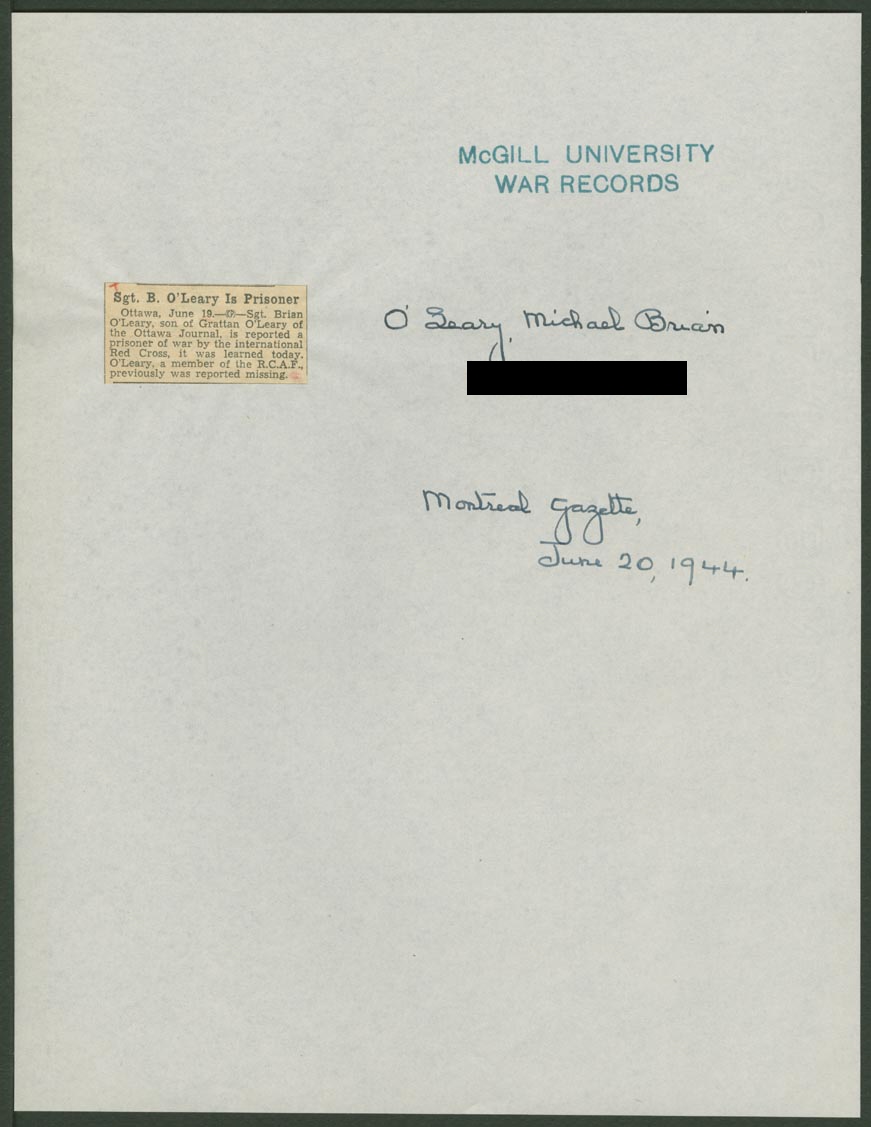 McGILL UNIVERSITY
WAR RECORDS
Sgt. B. O'Leary Is Prisoner
Ottawa, June 19.—(CP)—Sgt. Brian
O'Leary, son of Grattan O'Leary of
the Ottawa Journal, is reported a
prisoner of war by the international
Red Cross, it was learned today.
O'Leary, a member of the R.C.A.F.,
previously was reported missing.
O'Leary, Michael Brian
Montreal Gazette,
June 20, 1944.